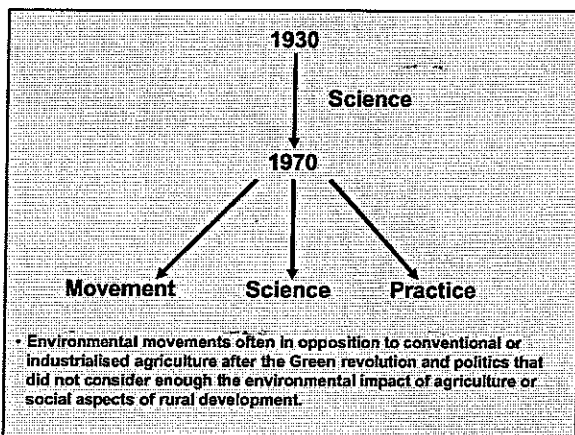 1930
Science
1970
Movement Science Practice
• Environmental movements often in opposition to conventional or
industrialised agriculture after the Green revolution and politics that
did not consider enough the environmental impact of agriculture or
social aspects of rural development.